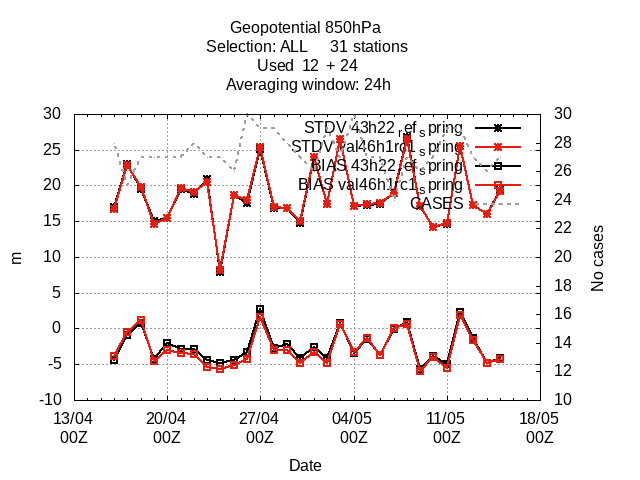 Geopotential 850hPa
Selection: ALL 31 stations
Used 12 + 24
Averaging window: 24h
30
25
20
15
10
5
0
-5
-10
m
30
28
26
24
22
20
18
16
14
12
10
No cases
STDV 43h22_ref_spring
STDV val46h1rc1_spring
BIAS 43h22_ref_spring
BIAS val46h1rc1_spring
CASES
13/04 20/04 27/04 04/05 11/05 18/05
00Z 00Z 00Z 00Z 00Z 00Z
Date